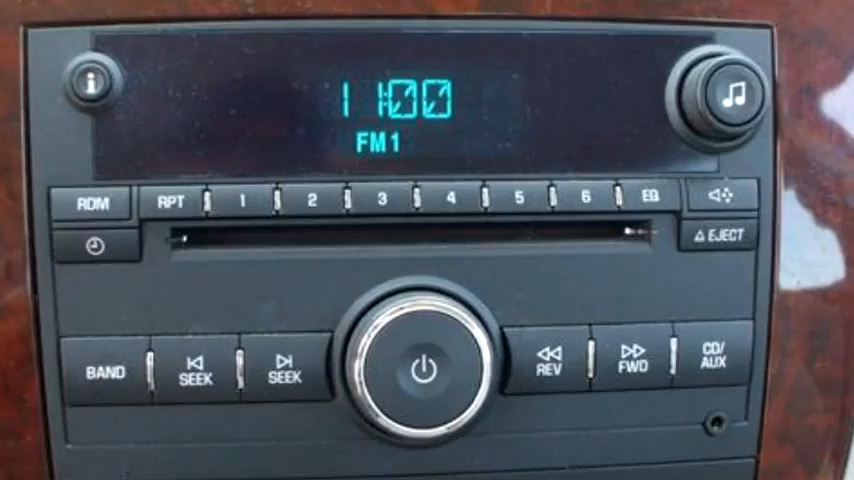 11:00
FM1
RDM RPT 1 2 3 4 5 6 EQ
EJECT
BAND SEEK SEEK REV FWD CD/
AUX